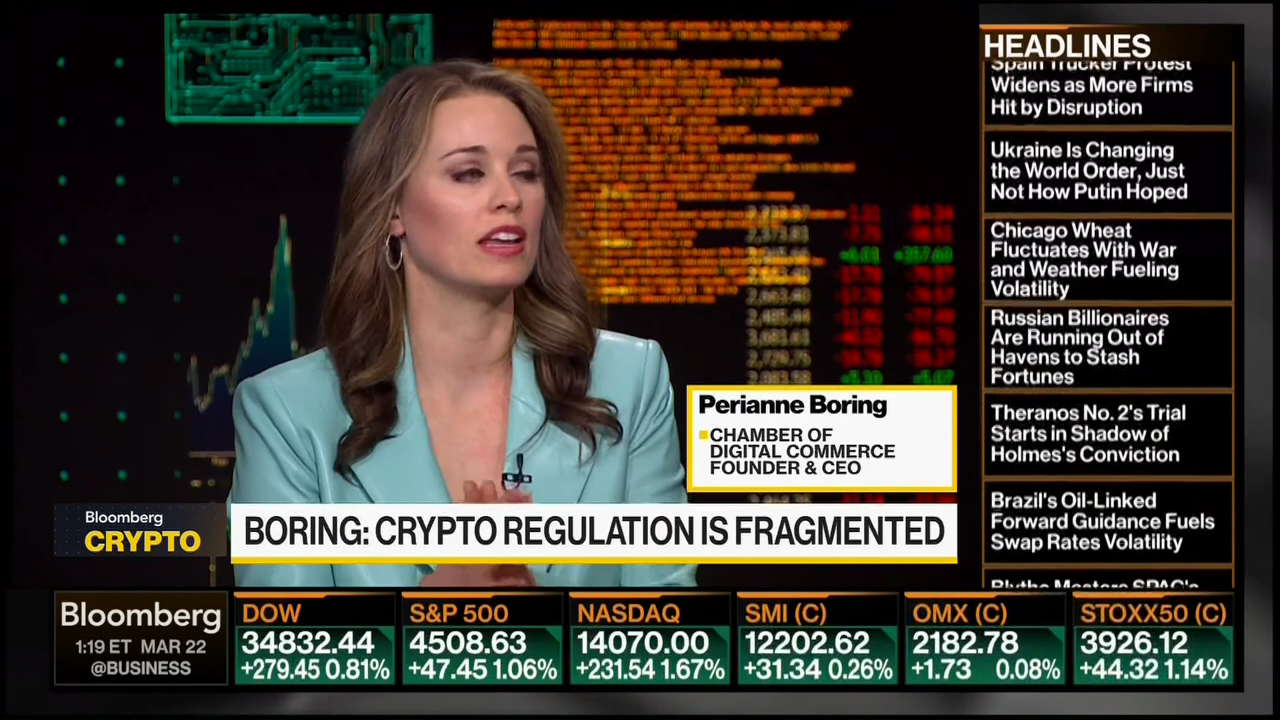 HEADLINES
Spain Trucker Protest
Widens as More Firms
Hit by Disruption
Ukraine Is Changing
the World Order, Just
Not How Putin Hoped
Chicago Wheat
Fluctuates With War
and Weather Fueling
Volatility
Russian Billionaires
Are Running Out of
Havens to Stash
Fortunes
Theranos No. 2's Trial
Starts in Shadow of
Holmes's Conviction
Brazil's Oil-Linked
Forward Guidance Fuels
Swap Rates Volatility
Blythe Masters SPAC's
Perianne Boring
CHAMBER OF
DIGITAL COMMERCE
FOUNDER & CEO
Bloomberg
CRYPTO
BORING: CRYPTO REGULATION IS FRAGMENTED
Bloomberg
1:19 ET MAR 22
@BUSINESS
DOW
34832.44
+279.45 0.81%
S&P 500
4508.63
+47.45 1.06%
NASDAQ
14070.00
+231.54 1.67%
SMI (C)
12202.62
+31.34 0.26%
OMX (C)
2182.78
+1.73 0.08%
STOXX50 (C)
3926.12
+44.32 1.14%